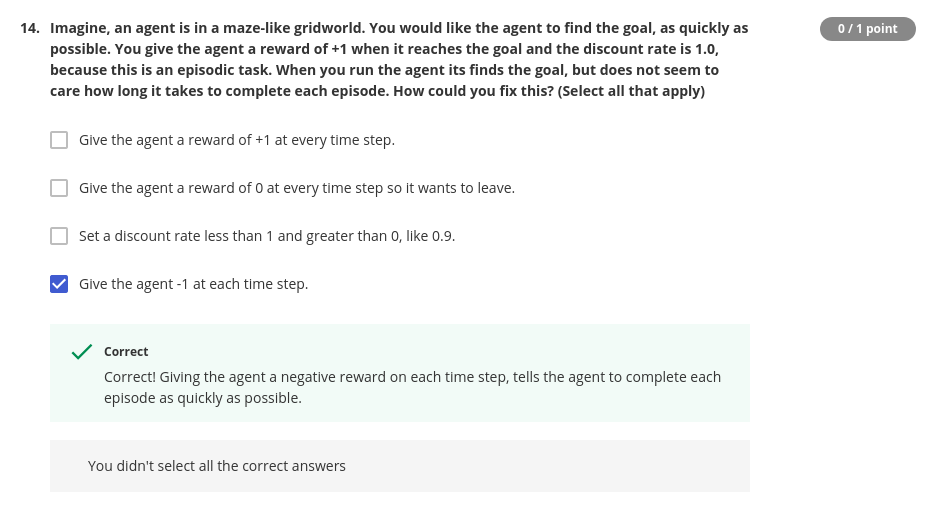 14. Imagine, an agent is in a maze-like gridworld. You would like the agent to find the goal, as quickly as
possible. You give the agent a reward of +1 when it reaches the goal and the discount rate is 1.0,
because this is an episodic task. When you run the agent its finds the goal, but does not seem to
care how long it takes to complete each episode. How could you fix this? (Select all that apply)
0 / 1 point
Give the agent a reward of +1 at every time step.
Give the agent a reward of 0 at every time step so it wants to leave.
Set a discount rate less than 1 and greater than 0, like 0.9.
Give the agent -1 at each time step.
Correct
Correct! Giving the agent a negative reward on each time step, tells the agent to complete each
episode as quickly as possible.
You didn't select all the correct answers